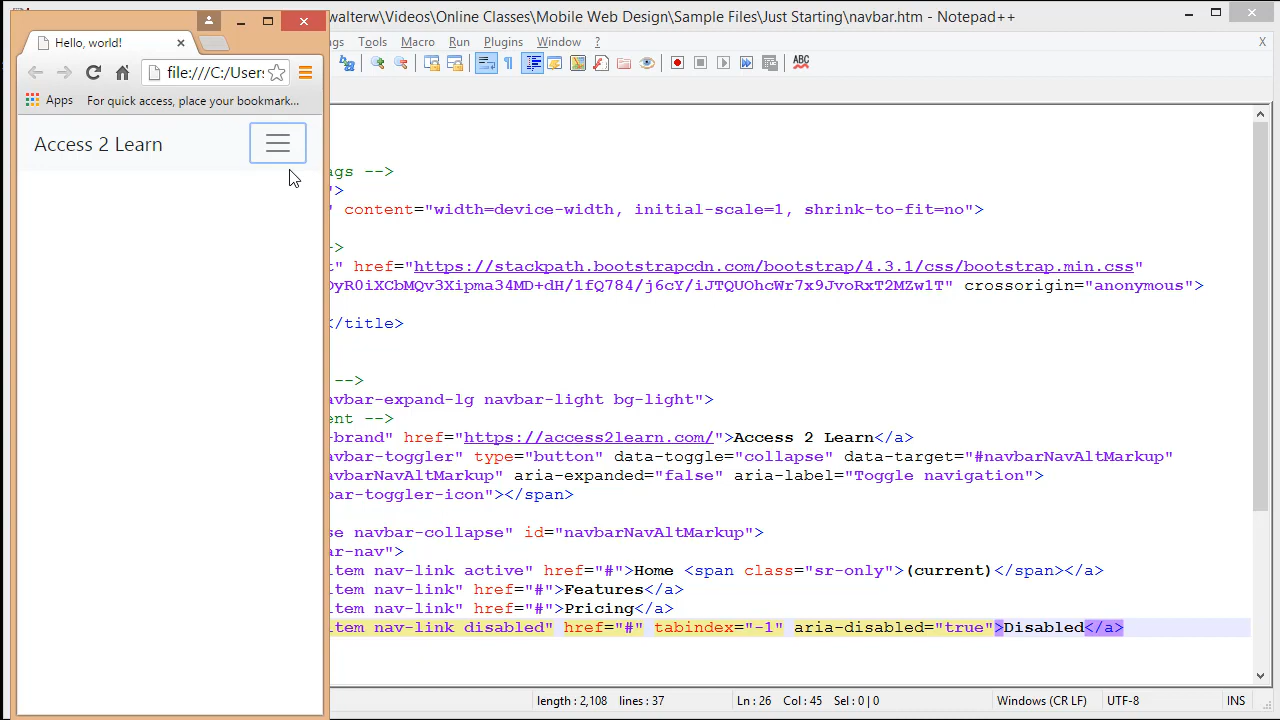 walterw\Videos\Online Classes\Mobile Web Design\Sample Files\Just Starting\navbar.htm - Notepad++
Hello, world!
Tools Macro Run Plugins Window ? X
file:///C:/User:
ABC
Apps For quick access, place your bookmark...
Access 2 Learn
ags -->
">
" content="width=device-width, initial-scale=1, shrink-to-fit=no">
->
t" href="https://stackpath.bootstrapcdn.com/bootstrap/4.3.1/css/bootstrap.min.css"
yR0iXCbMQv3Xipma34MD+dH/1fQ784/j6cY/iJTQUOhcWr7x9JvoRxT2MZw1T" crossorigin="anonymous">
</title>
-->
avbar-expand-lg navbar-light bg-light">
ent -->
-brand" href="https://access2learn.com/">Access 2 Learn</a>
avbar-toggler" type="button" data-toggle="collapse" data-target="#navbarNavAltMarkup"
avbarNavAltMarkup" aria-expanded="false" aria-label="Toggle navigation">
bar-toggler-icon"></span>
se navbar-collapse" id="navbarNavAltMarkup">
ar-nav">
item nav-link active" href="#">Home <span class="sr-only">(current)</span></a>
item nav-link" href="#">Features</a>
item nav-link" href="#">Pricing</a>
item nav-link disabled" href="#" tabindex="-1" aria-disabled="true">Disabled</a>
length : 2,108 lines : 37 Ln : 26 Col : 45 Sel : 0 | 0 Windows (CR LF) UTF-8 INS